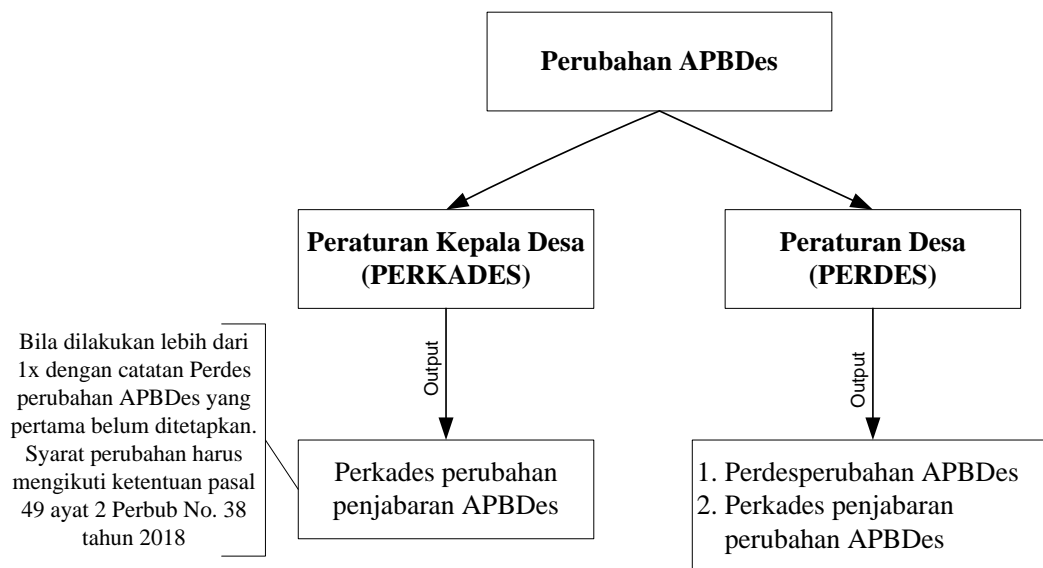 Perubahan APBDes
Peraturan Kepala Desa
(PERKADES)
Peraturan Desa
(PERDES)
Output
Output
Bila dilakukan lebih dari
1x dengan catatan Perdes
perubahan APBDes yang
pertama belum ditetapkan.
Syarat perubahan harus
mengikuti ketentuan pasal
49 ayat 2 Perbub No. 38
tahun 2018
Perkades perubahan
penjabaran APBDes
1. Perdesperubahan APBDes
2. Perkades penjabaran
perubahan APBDes